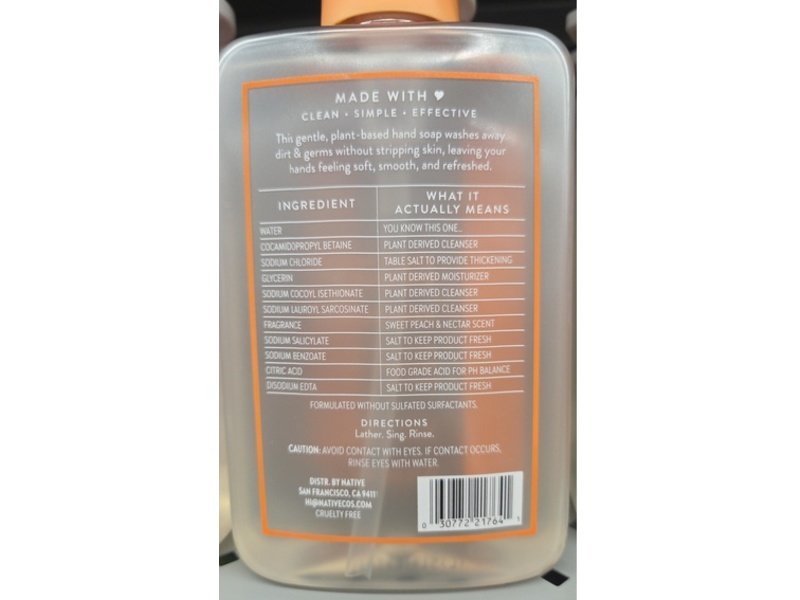 MADE WITH ♥
CLEAN • SIMPLE • EFFECTIVE
This gentle, plant-based hand soap washes away
dirt & germs without stripping skin, leaving your
hands feeling soft, smooth, and refreshed.
INGREDIENT WHAT IT ACTUALLY MEANS
WATER YOU KNOW THIS ONE...
COCAMIDOPROPYL BETAINE PLANT DERIVED CLEANSER
SODIUM CHLORIDE TABLE SALT TO PROVIDE THICKENING
GLYCERIN PLANT DERIVED MOISTURIZER
SODIUM COCOYL ISETHIONATE PLANT DERIVED CLEANSER
SODIUM LAUROYL SARCOSINATE PLANT DERIVED CLEANSER
FRAGRANCE SWEET PEACH & NECTAR SCENT
SODIUM SALICYLATE SALT TO KEEP PRODUCT FRESH
SODIUM BENZOATE SALT TO KEEP PRODUCT FRESH
CITRIC ACID FOOD GRADE ACID FOR PH BALANCE
DISODIUM EDTA SALT TO KEEP PRODUCT FRESH
FORMULATED WITHOUT SULFATED SURFACTANTS.
DIRECTIONS
Lather. Sing. Rinse.
CAUTION: AVOID CONTACT WITH EYES. IF CONTACT OCCURS,
RINSE EYES WITH WATER.
DISTR. BY NATIVE
SAN FRANCISCO, CA 94111
HI@NATIVECOS.COM
CRUELTY FREE
0 30772 21764 1